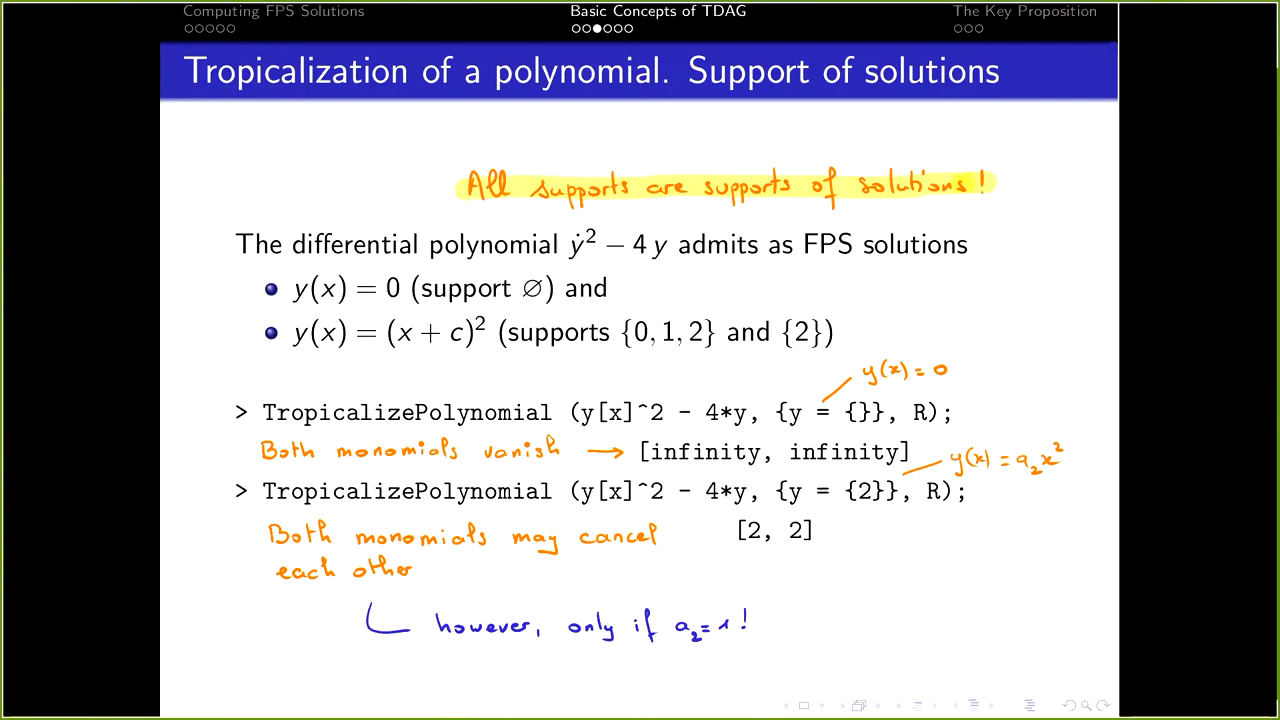 Computing FPS Solutions Basic Concepts of TDAG The Key Proposition
Tropicalization of a polynomial. Support of solutions
All supports are supports of solutions!
The differential polynomial ẏ² − 4 y admits as FPS solutions
y(x) = 0 (support ∅) and
y(x) = (x + c)² (supports {0, 1, 2} and {2})
y(x) = 0
> TropicalizePolynomial (y[x]^2 - 4*y, {y = {}}, R);
Both monomials vanish → [infinity, infinity]
y(x) = a₂x²
> TropicalizePolynomial (y[x]^2 - 4*y, {y = {2}}, R);
Both monomials may cancel [2, 2]
each other
however, only if a₂=1!